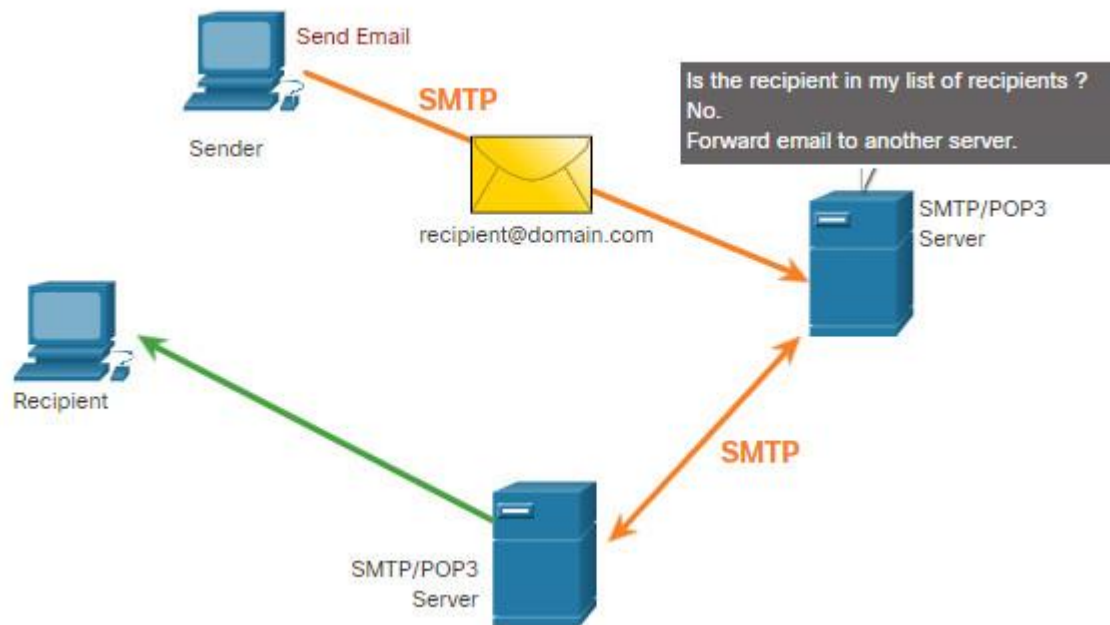 Send Email
SMTP
Sender
Is the recipient in my list of recipients ?
No.
Forward email to another server.
recipient@domain.com
SMTP/POP3
Server
Recipient
SMTP
SMTP/POP3
Server